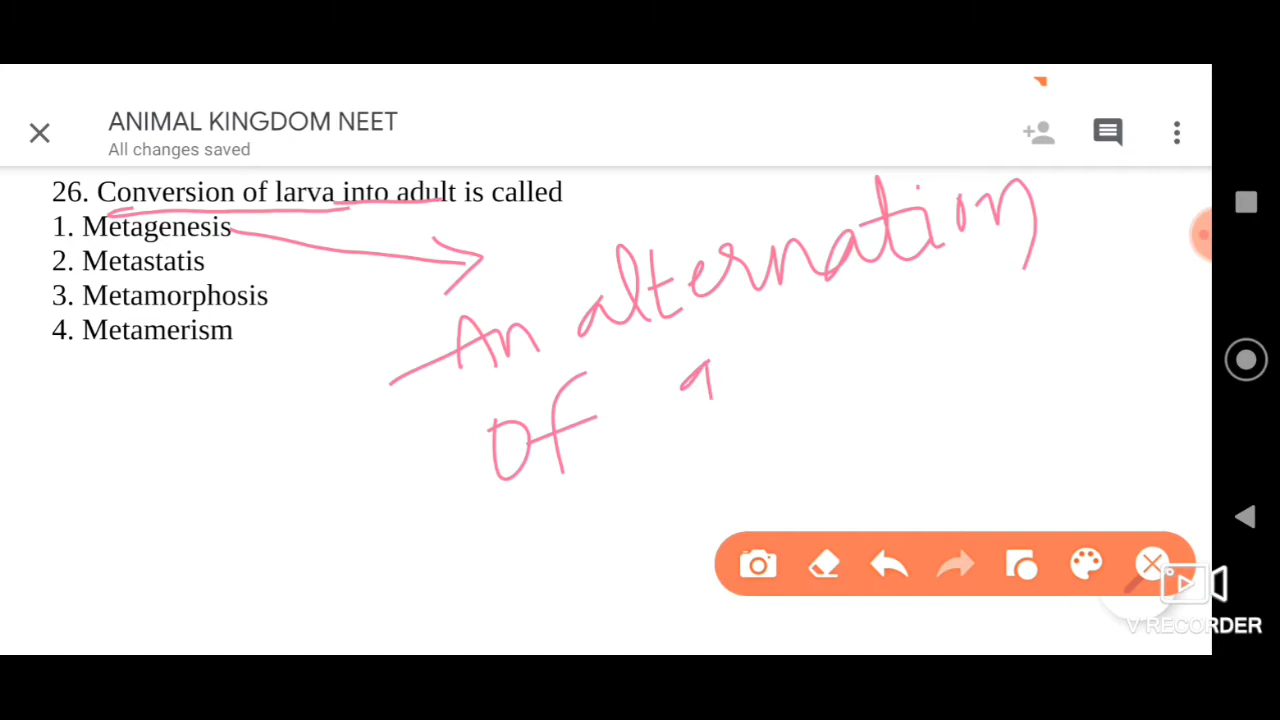 ANIMAL KINGDOM NEET
All changes saved
26. Conversion of larva into adult is called
1. Metagenesis
2. Metastatis
3. Metamorphosis
4. Metamerism
An alternation
of
V RECORDER